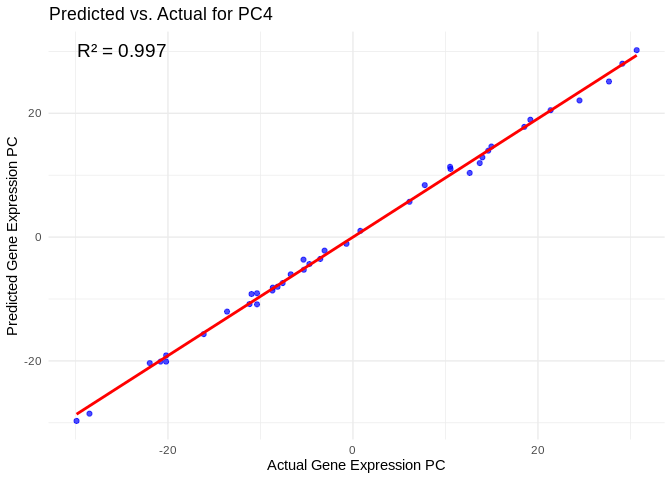 Predicted vs. Actual for PC4
R² = 0.997
Predicted Gene Expression PC
20
0
-20
-20
0
20
Actual Gene Expression PC